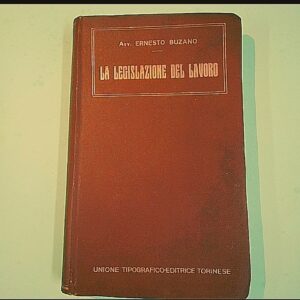 Avv. ERNESTO BUZANO
LA LEGISLAZIONE DEL LAVORO
UNIONE TIPOGRAFICO-EDITRICE TORINESE